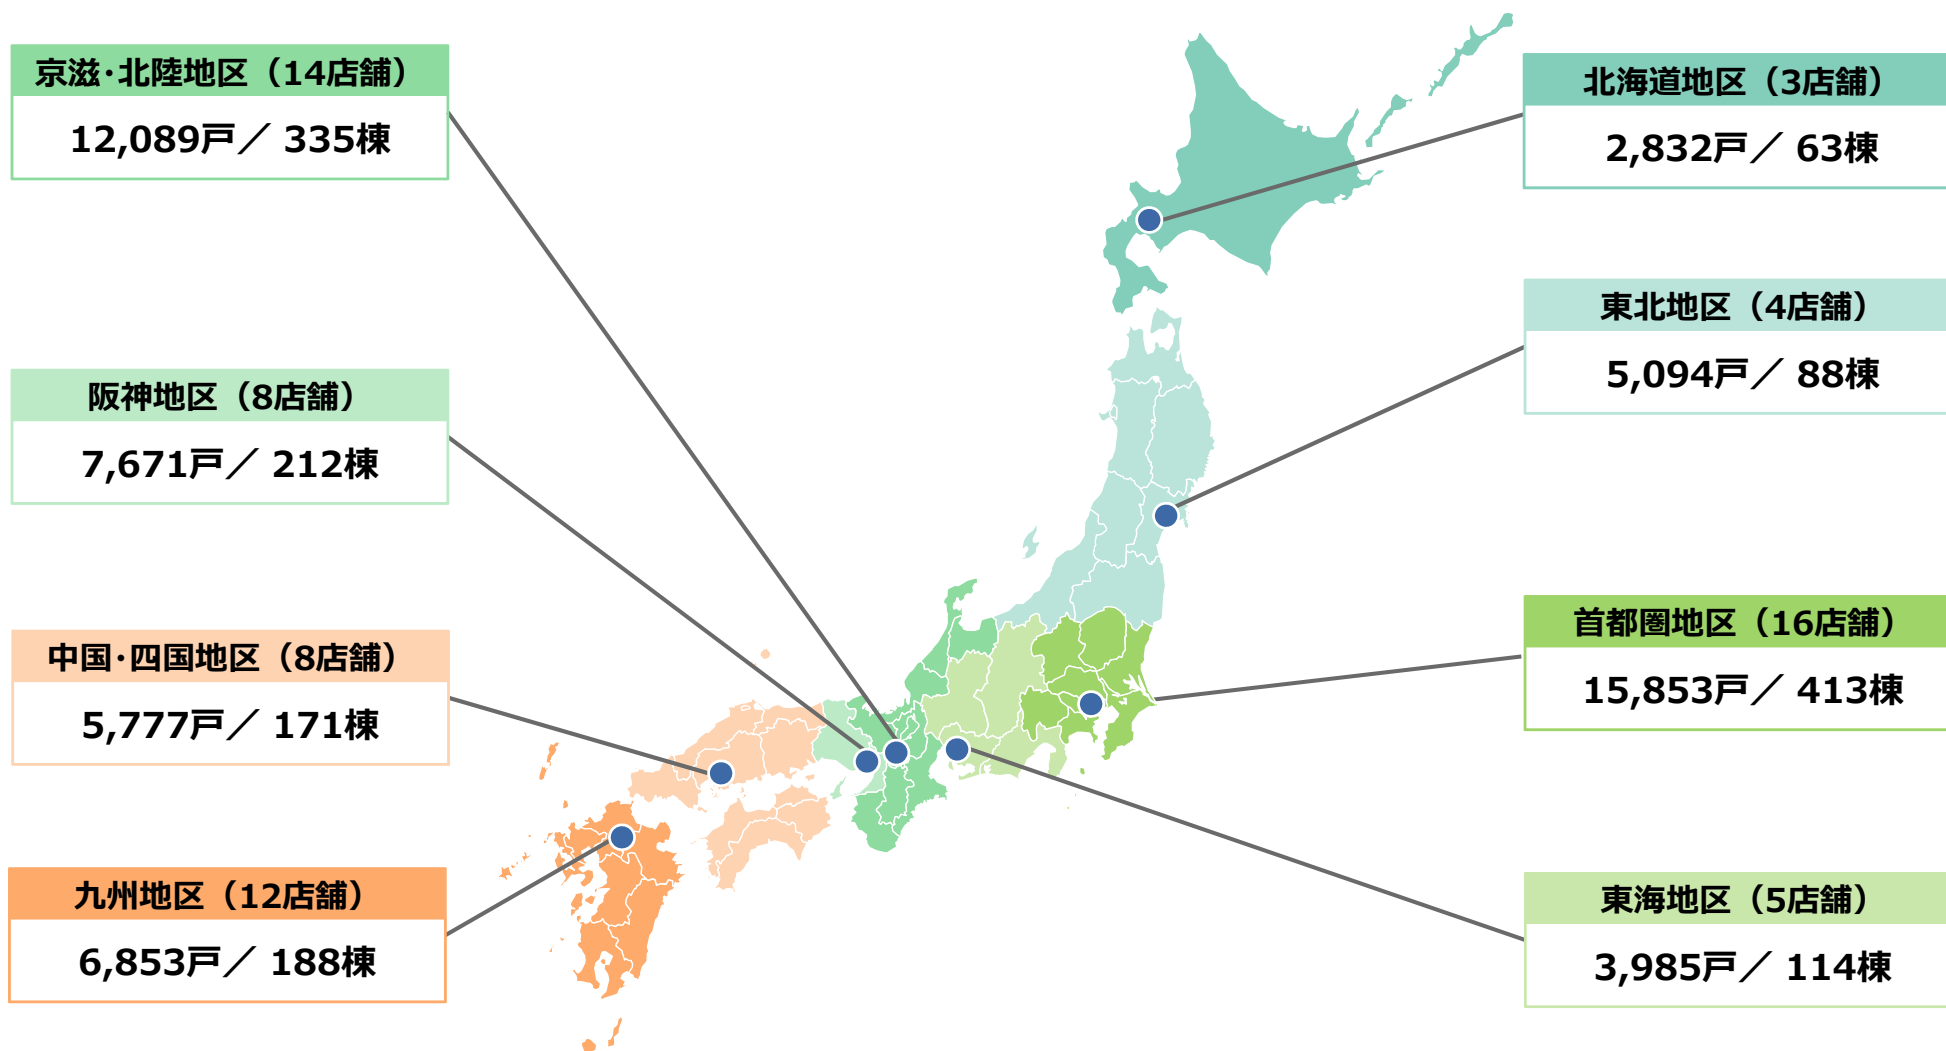 京滋･北陸地区（14店舗）
12,089戸／ 335棟
阪神地区（8店舗）
7,671戸／ 212棟
中国･四国地区（8店舗）
5,777戸／ 171棟
九州地区（12店舗）
6,853戸／ 188棟
北海道地区（3店舗）
2,832戸／ 63棟
東北地区（4店舗）
5,094戸／ 88棟
首都圏地区（16店舗）
15,853戸／ 413棟
東海地区（5店舗）
3,985戸／ 114棟